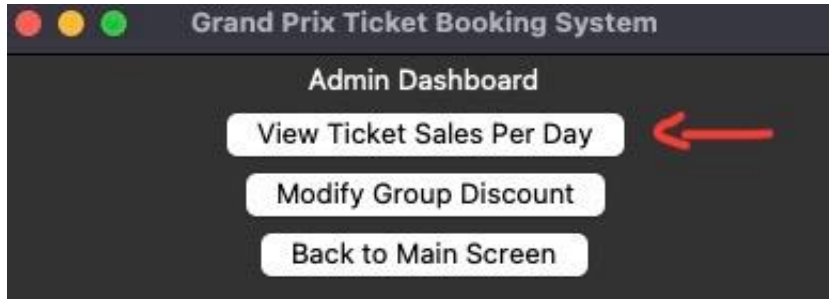 Grand Prix Ticket Booking System
Admin Dashboard
View Ticket Sales Per Day
Modify Group Discount
Back to Main Screen